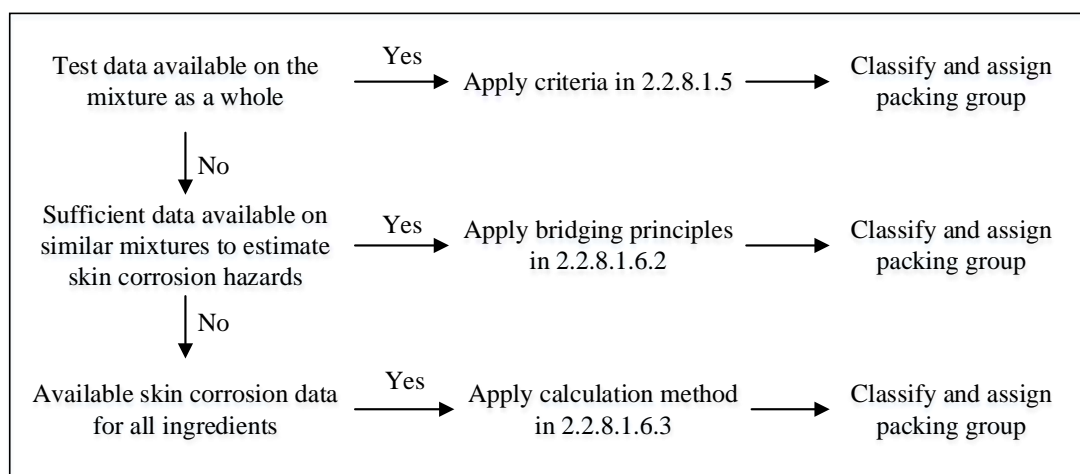 Test data available on the
mixture as a whole
Yes
Apply criteria in 2.2.8.1.5
Classify and assign
packing group
No
Sufficient data available on
similar mixtures to estimate
skin corrosion hazards
Yes
Apply bridging principles
in 2.2.8.1.6.2
Classify and assign
packing group
No
Available skin corrosion data
for all ingredients
Yes
Apply calculation method
in 2.2.8.1.6.3
Classify and assign
packing group